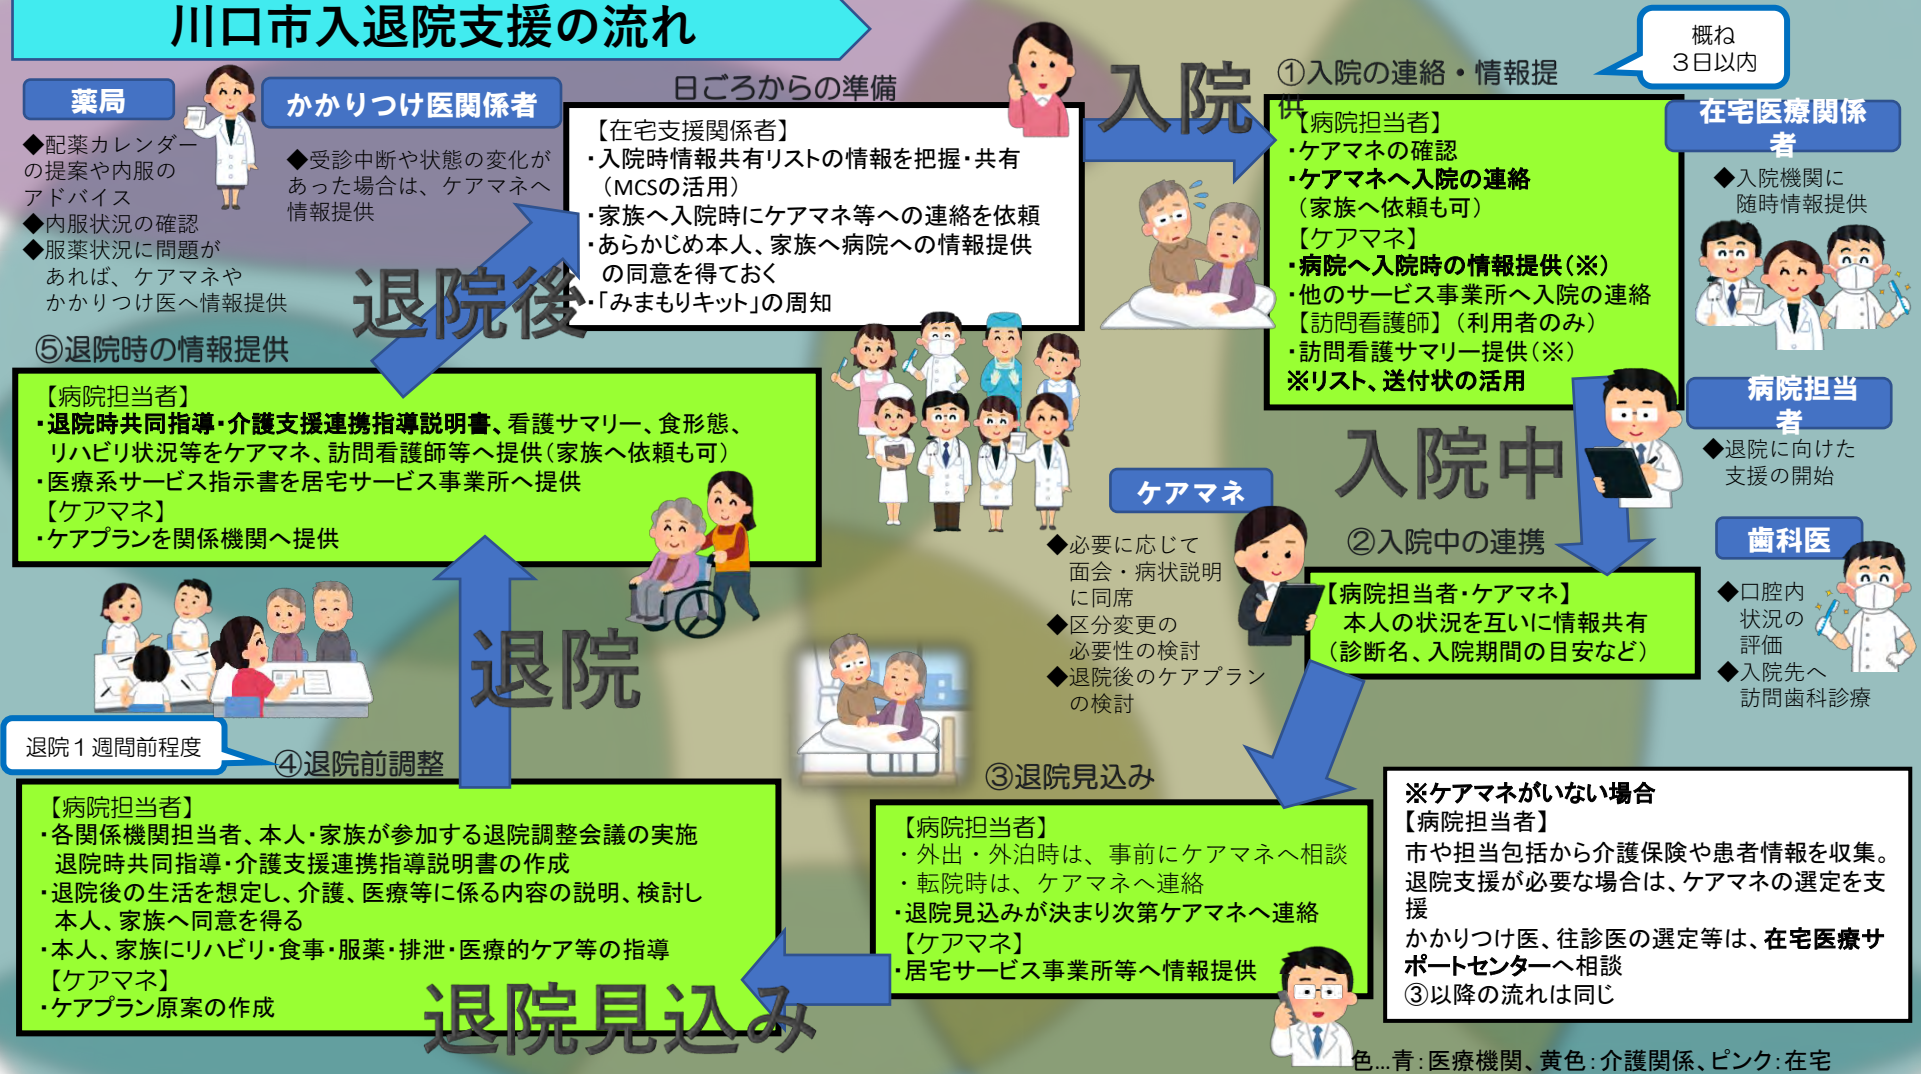 川口市入退院支援の流れ
薬局
◆配薬カレンダー
の提案や内服の
アドバイス
◆内服状況の確認
◆服薬状況に問題が
あれば、ケアマネや
かかりつけ医へ情報提供
かかりつけ医関係者
◆受診中断や状態の変化が
あった場合は、ケアマネへ
情報提供
日ごろからの準備
【在宅支援関係者】
・入院時情報共有リストの情報を把握・共有
（MCSの活用）
・家族へ入院時にケアマネ等への連絡を依頼
・あらかじめ本人、家族へ病院への情報提供
の同意を得ておく
・「みまもりキット」の周知
入院
①入院の連絡・情報提
供
概ね
３日以内
【病院担当者】
・ケアマネの確認
・ケアマネへ入院の連絡
（家族へ依頼も可）
【ケアマネ】
・病院へ入院時の情報提供（※）
・他のサービス事業所へ入院の連絡
【訪問看護師】（利用者のみ）
・訪問看護サマリー提供（※）
※リスト、送付状の活用
在宅医療関係
者
◆入院機関に
随時情報提供
病院担当
者
◆退院に向けた
支援の開始
歯科医
◆口腔内
状況の
評価
◆入院先へ
訪問歯科診療
入院中
②入院中の連携
【病院担当者・ケアマネ】
本人の状況を互いに情報共有
（診断名、入院期間の目安など）
ケアマネ
◆必要に応じて
面会・病状説明
に同席
◆区分変更の
必要性の検討
◆退院後のケアプラン
の検討
③退院見込み
【病院担当者】
・外出・外泊時は、事前にケアマネへ相談
・転院時は、ケアマネへ連絡
・退院見込みが決まり次第ケアマネへ連絡
【ケアマネ】
・居宅サービス事業所等へ情報提供
※ケアマネがいない場合
【病院担当者】
市や担当包括から介護保険や患者情報を収集。
退院支援が必要な場合は、ケアマネの選定を支
援
かかりつけ医、往診医の選定等は、在宅医療サ
ポートセンターへ相談
③以降の流れは同じ
退院見込み
退院１週間前程度
④退院前調整
【病院担当者】
・各関係機関担当者、本人・家族が参加する退院調整会議の実施
退院時共同指導・介護支援連携指導説明書の作成
・退院後の生活を想定し、介護、医療等に係る内容の説明、検討し
本人、家族へ同意を得る
・本人、家族にリハビリ・食事・服薬・排泄・医療的ケア等の指導
【ケアマネ】
・ケアプラン原案の作成
退院
⑤退院時の情報提供
【病院担当者】
・退院時共同指導・介護支援連携指導説明書、看護サマリー、食形態、
リハビリ状況等をケアマネ、訪問看護師等へ提供（家族へ依頼も可）
・医療系サービス指示書を居宅サービス事業所へ提供
【ケアマネ】
・ケアプランを関係機関へ提供
退院後
色…青：医療機関、黄色：介護関係、ピンク：在宅